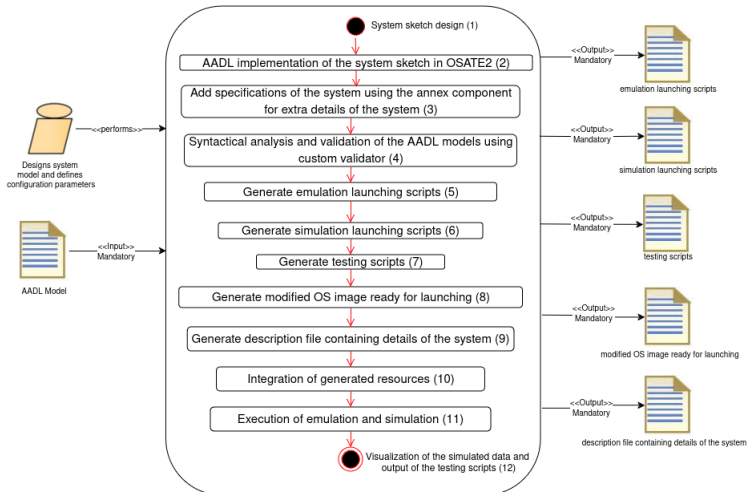 System sketch design (1)
AADL implementation of the system sketch in OSATE2 (2)
Add specifications of the system using the annex component
for extra details of the system (3)
Syntactical analysis and validation of the AADL models using
custom validator (4)
Generate emulation launching scripts (5)
Generate simulation launching scripts (6)
Generate testing scripts (7)
Generate modified OS image ready for launching (8)
Generate description file containing details of the system (9)
Integration of generated resources (10)
Execution of emulation and simulation (11)
Visualization of the simulated data and
output of the testing scripts (12)
<<performs>>
Designs system
model and defines
configuration parameters
<<Input>>
Mandatory
AADL Model
<<Output>>
Mandatory
emulation launching scripts
<<Output>>
Mandatory
simulation launching scripts
<<Output>>
Mandatory
testing scripts
<<Output>>
Mandatory
modified OS image ready for launching
<<Output>>
Mandatory
description file containing details of the system